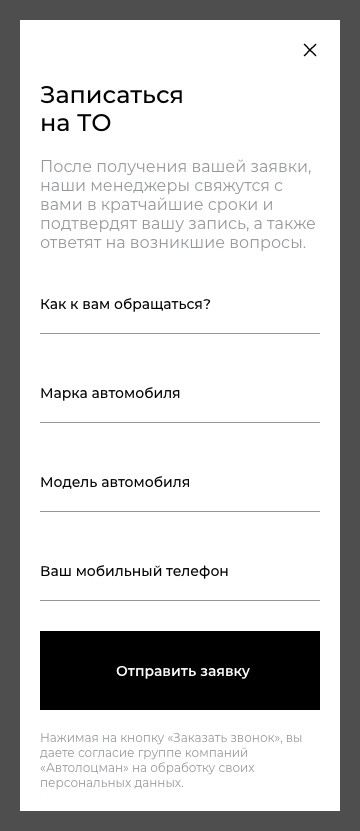 Записаться
на ТО
После получения вашей заявки,
наши менеджеры свяжутся с
вами в кратчайшие сроки и
подтвердят вашу запись, а также
ответят на возникшие вопросы.
Как к вам обращаться?
Марка автомобиля
Модель автомобиля
Ваш мобильный телефон
Отправить заявку
Нажимая на кнопку «Заказать звонок», вы
даете согласие группе компаний
«Автолоцман» на обработку своих
персональных данных.